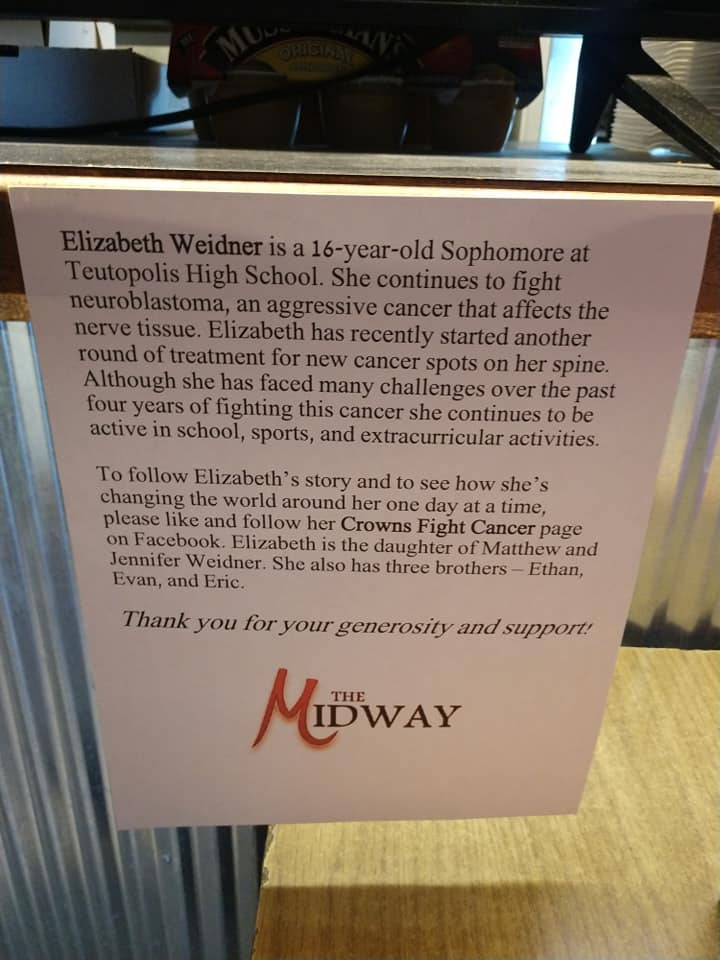 ORIGINAL
Elizabeth Weidner is a 16-year-old Sophomore at
Teutopolis High School. She continues to fight
neuroblastoma, an aggressive cancer that affects the
nerve tissue. Elizabeth has recently started another
round of treatment for new cancer spots on her spine.
Although she has faced many challenges over the past
four years of fighting this cancer she continues to be
active in school, sports, and extracurricular activities.
To follow Elizabeth's story and to see how she's
changing the world around her one day at a time,
please like and follow her Crowns Fight Cancer page
on Facebook. Elizabeth is the daughter of Matthew and
Jennifer Weidner. She also has three brothers – Ethan,
Evan, and Eric.
Thank you for your generosity and support!
THE
MIDWAY